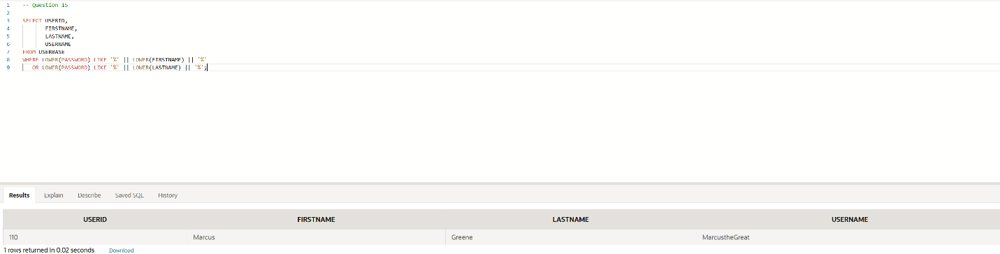 1 -- Question 15
2
3 SELECT USERID,
4 FIRSTNAME,
5 LASTNAME,
6 USERNAME
7 FROM USERBASE
8 WHERE LOWER(PASSWORD) LIKE '%' || LOWER(FIRSTNAME) || '%'
9 OR LOWER(PASSWORD) LIKE '%' || LOWER(LASTNAME) || '%';
Results Explain Describe Saved SQL History
USERID FIRSTNAME LASTNAME USERNAME
110 Marcus Greene MarcustheGreat
1 rows returned in 0.02 seconds Download